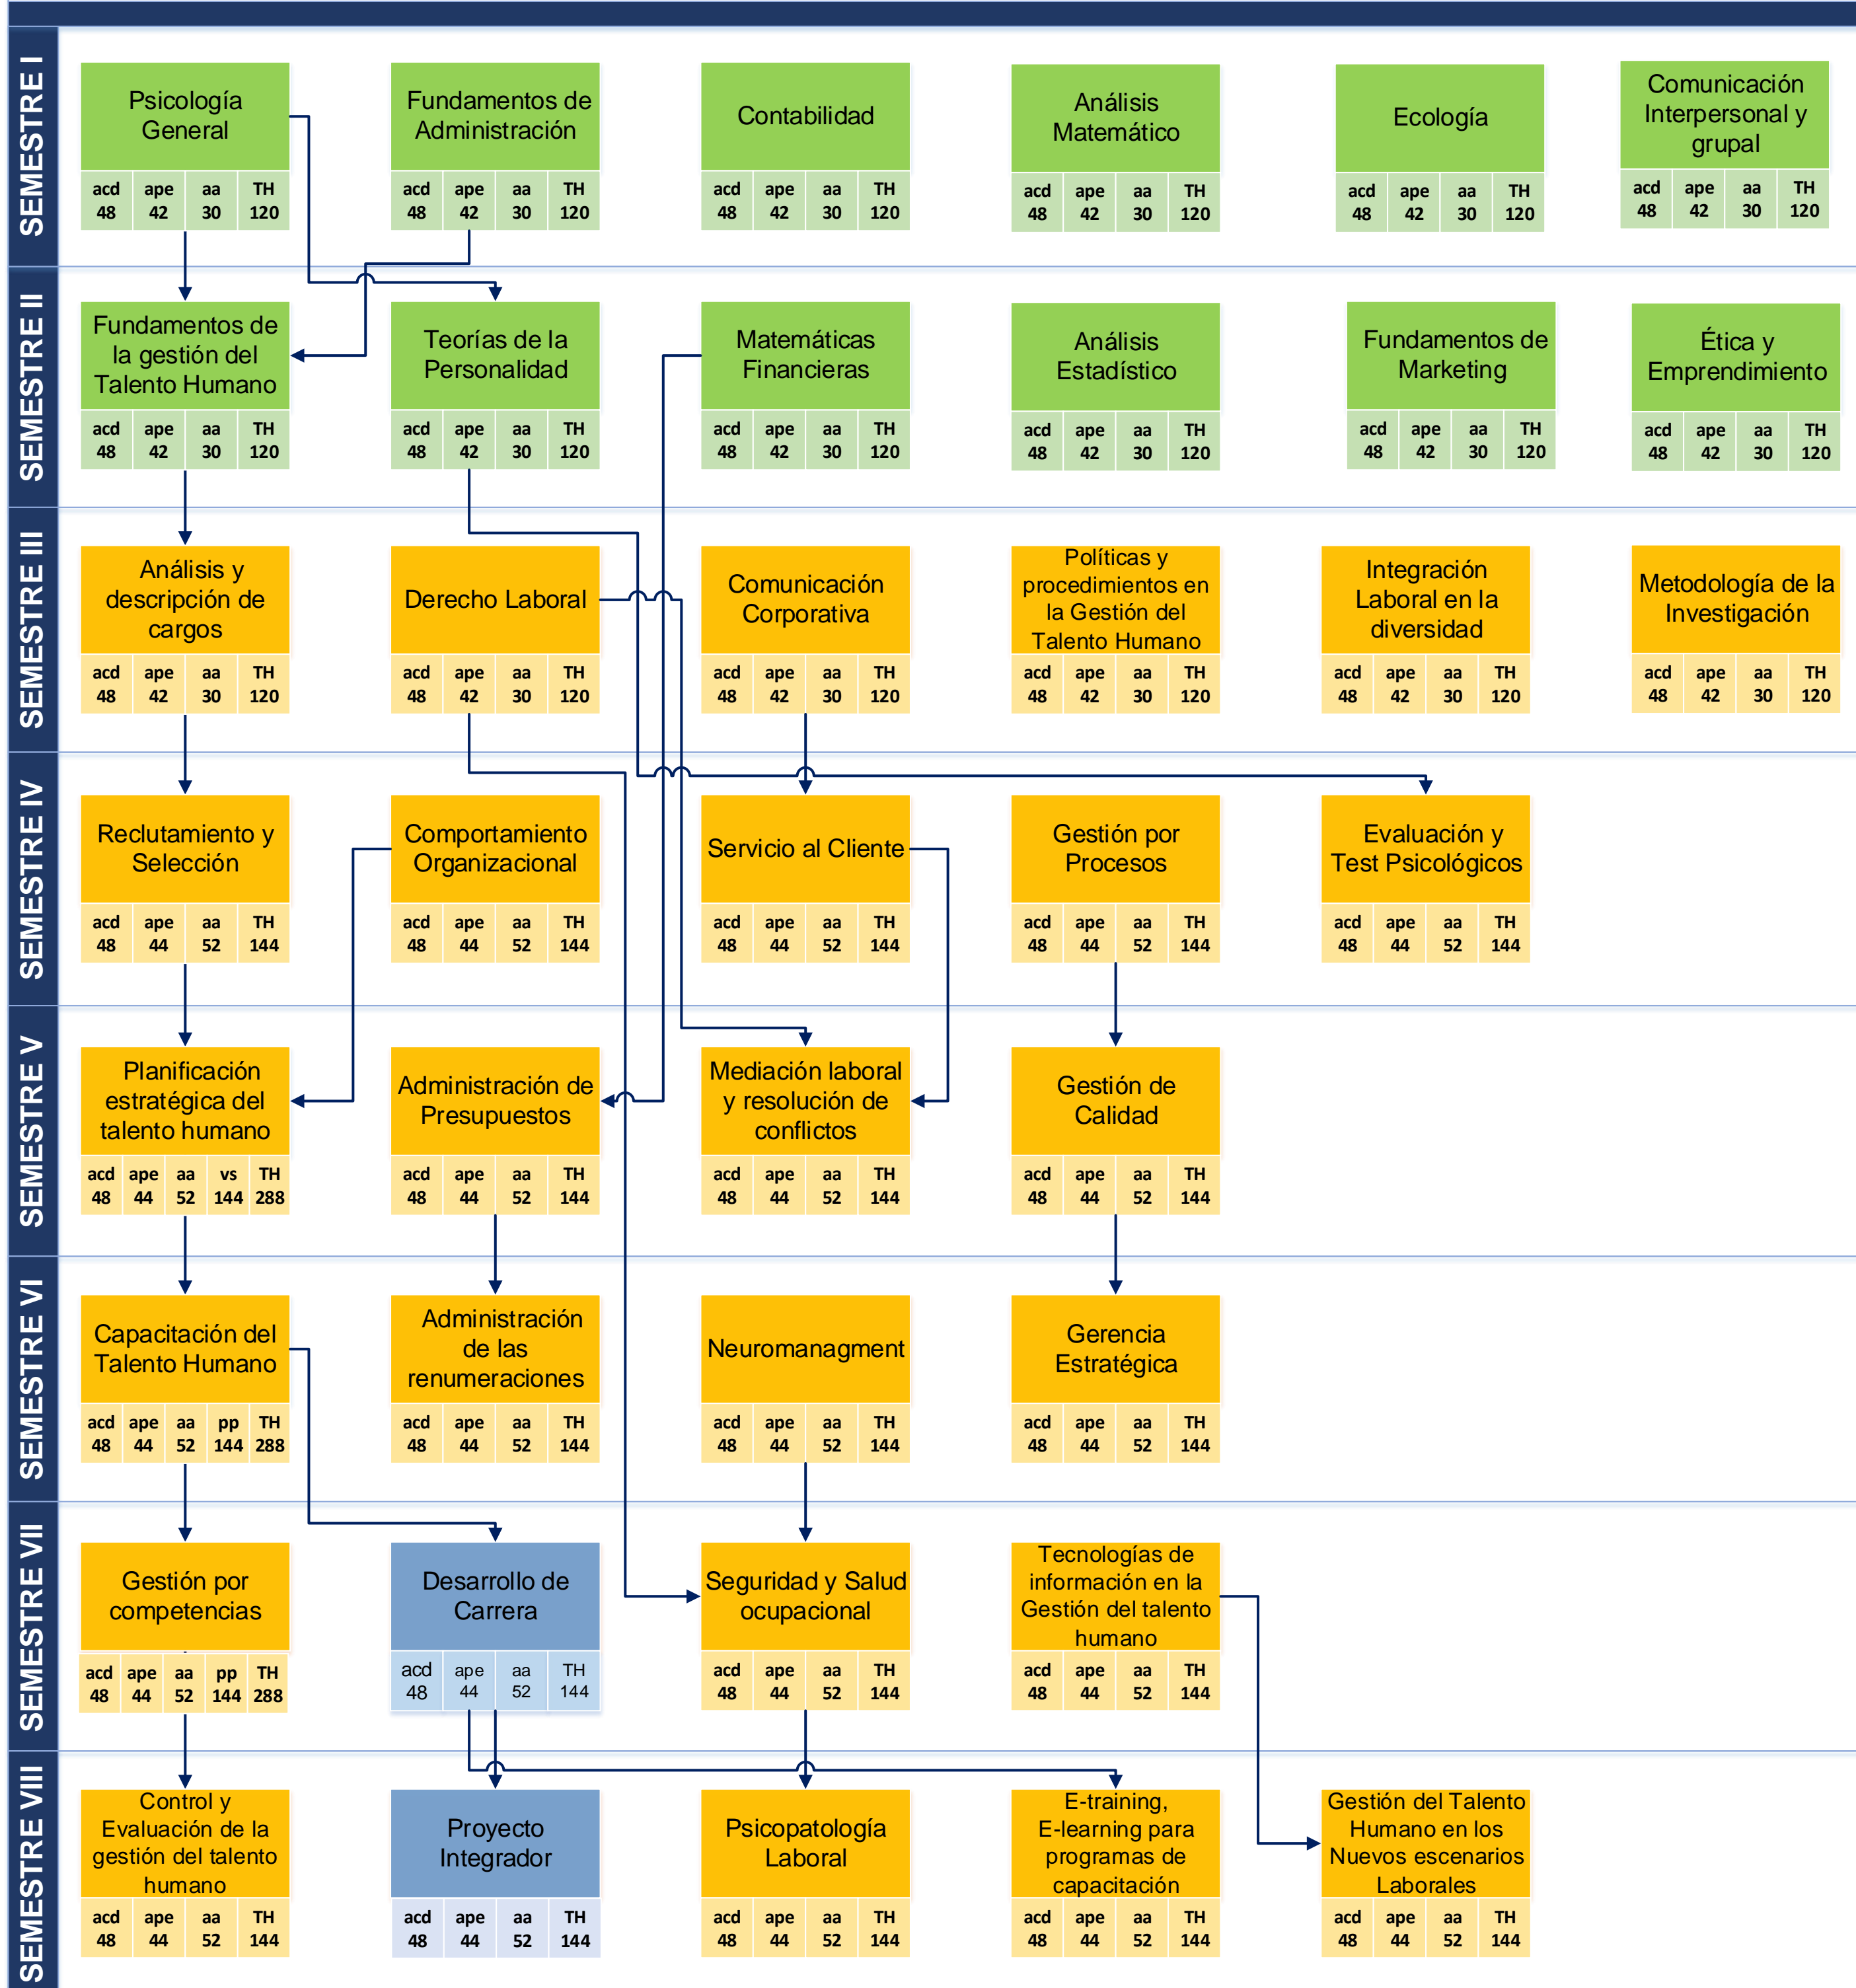 SEMESTRE I
Psicología
General
acd ape aa TH
48 42 30 120
Fundamentos de
Administración
acd ape aa TH
48 42 30 120
Contabilidad
acd ape aa TH
48 42 30 120
Análisis
Matemático
acd ape aa TH
48 42 30 120
Ecología
acd ape aa TH
48 42 30 120
Comunicación
Interpersonal y
grupal
acd ape aa TH
48 42 30 120
SEMESTRE II
Fundamentos de
la gestión del
Talento Humano
acd ape aa TH
48 42 30 120
Teorías de la
Personalidad
acd ape aa TH
48 42 30 120
Matemáticas
Financieras
acd ape aa TH
48 42 30 120
Análisis
Estadístico
acd ape aa TH
48 42 30 120
Fundamentos de
Marketing
acd ape aa TH
48 42 30 120
Ética y
Emprendimiento
acd ape aa TH
48 42 30 120
SEMESTRE III
Análisis y
descripción de
cargos
acd ape aa TH
48 42 30 120
Derecho Laboral
acd ape aa TH
48 42 30 120
Comunicación
Corporativa
acd ape aa TH
48 42 30 120
Políticas y
procedimientos en
la Gestión del
Talento Humano
acd ape aa TH
48 42 30 120
Integración
Laboral en la
diversidad
acd ape aa TH
48 42 30 120
Metodología de la
Investigación
acd ape aa TH
48 42 30 120
SEMESTRE IV
Reclutamiento y
Selección
acd ape aa TH
48 44 52 144
Comportamiento
Organizacional
acd ape aa TH
48 44 52 144
Servicio al Cliente
acd ape aa TH
48 44 52 144
Gestión por
Procesos
acd ape aa TH
48 44 52 144
Evaluación y
Test Psicológicos
acd ape aa TH
48 44 52 144
SEMESTRE V
Planificación
estratégica del
talento humano
acd ape aa vs TH
48 44 52 144 288
Administración de
Presupuestos
acd ape aa TH
48 44 52 144
Mediación laboral
y resolución de
conflictos
acd ape aa TH
48 44 52 144
Gestión de
Calidad
acd ape aa TH
48 44 52 144
SEMESTRE VI
Capacitación del
Talento Humano
acd ape aa pp TH
48 44 52 144 288
Administración
de las
renumeraciones
acd ape aa TH
48 44 52 144
Neuromanagment
acd ape aa TH
48 44 52 144
Gerencia
Estratégica
acd ape aa TH
48 44 52 144
SEMESTRE VII
Gestión por
competencias
acd ape aa pp TH
48 44 52 144 288
Desarrollo de
Carrera
acd ape aa TH
48 44 52 144
Seguridad y Salud
ocupacional
acd ape aa TH
48 44 52 144
Tecnologías de
información en la
Gestión del talento
humano
acd ape aa TH
48 44 52 144
SEMESTRE VIII
Control y
Evaluación de la
gestión del talento
humano
acd ape aa TH
48 44 52 144
Proyecto
Integrador
acd ape aa TH
48 44 52 144
Psicopatología
Laboral
acd ape aa TH
48 44 52 144
E-training,
E-learning para
programas de
capacitación
acd ape aa TH
48 44 52 144
Gestión del Talento
Humano en los
Nuevos escenarios
Laborales
acd ape aa TH
48 44 52 144